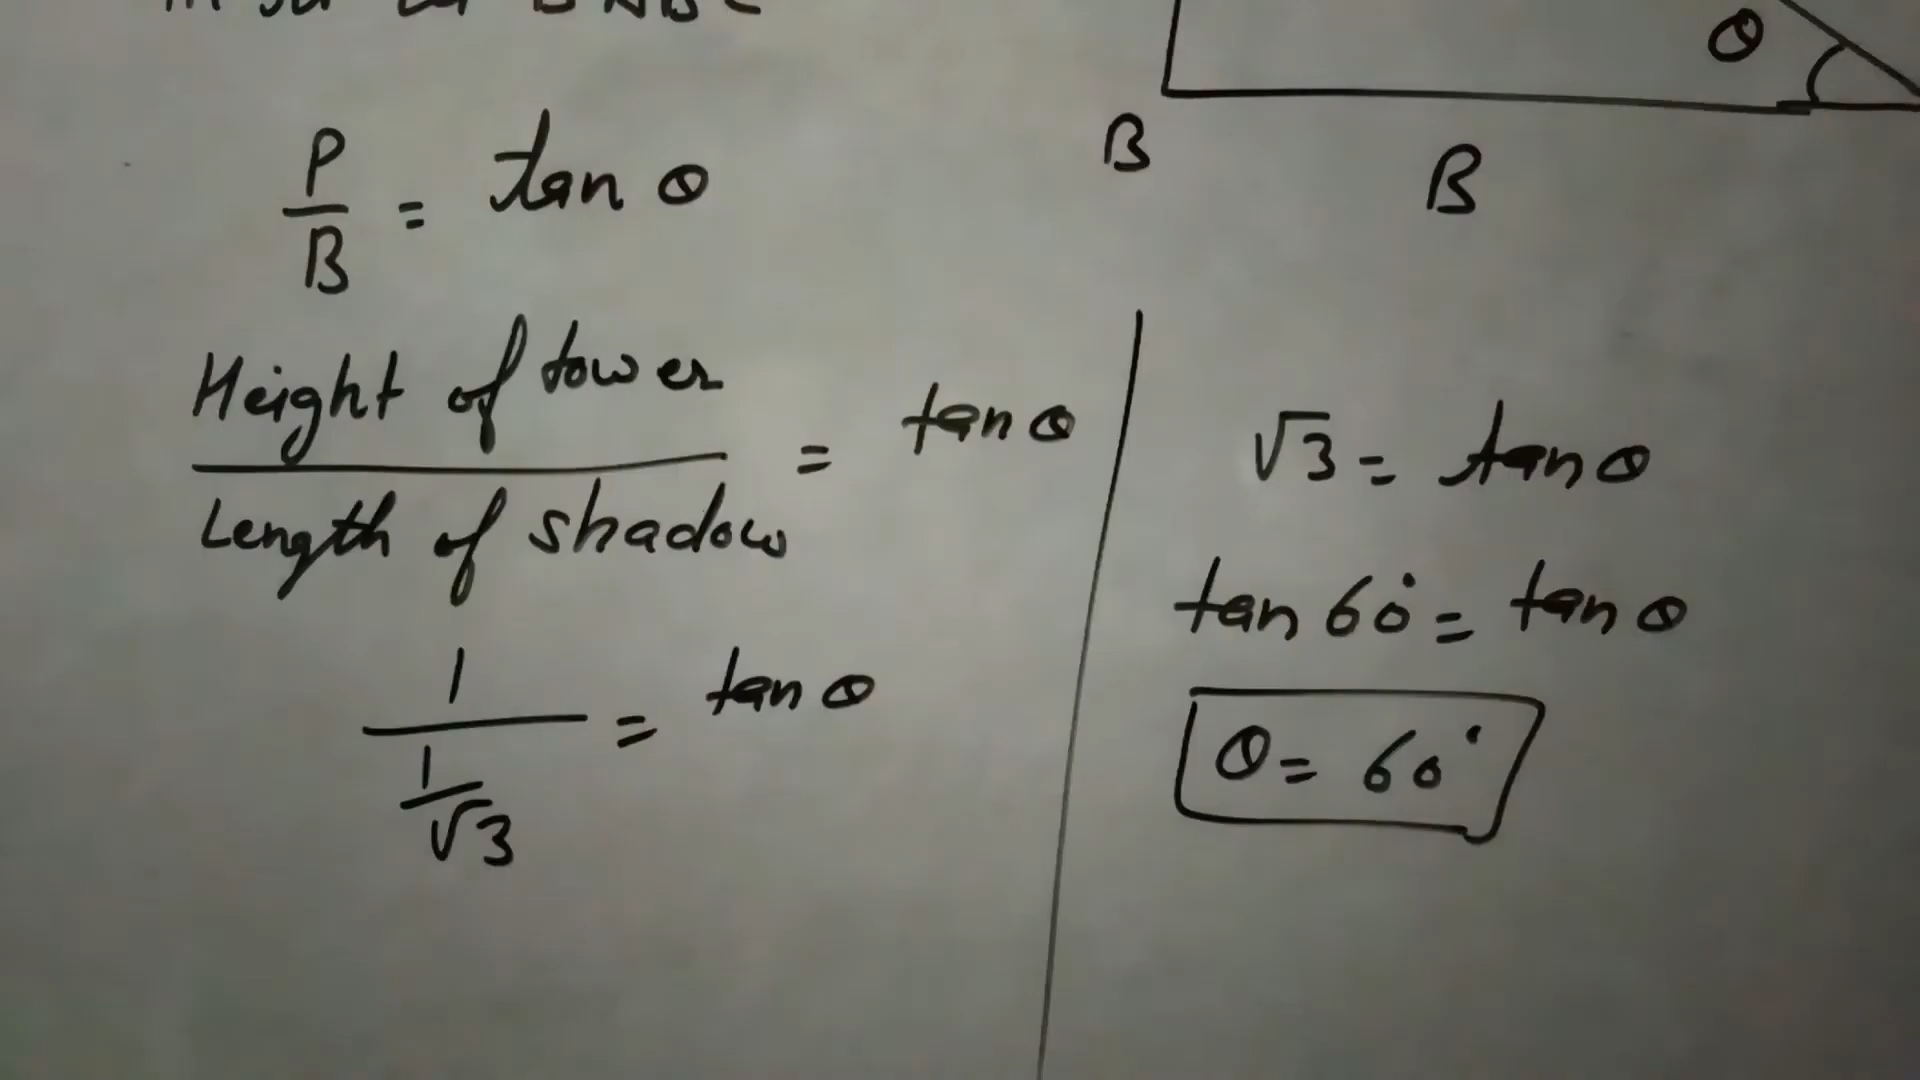 θ
B
B
P/B = tan θ
Height of tower / Length of shadow = tan θ
1 / (1/√3) = tan θ
√3 = tan θ
tan 60° = tan θ
θ = 60°